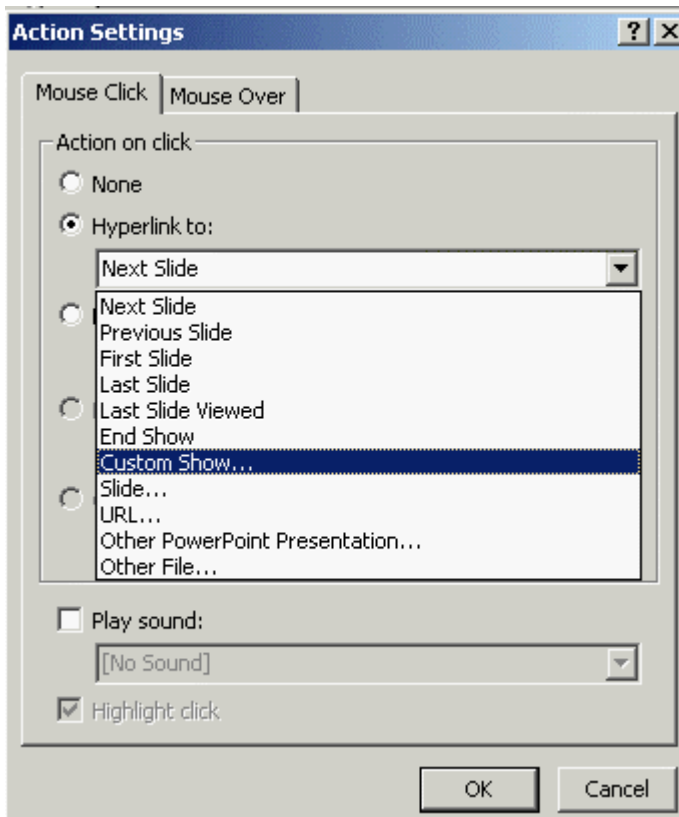 Action Settings
Mouse Click Mouse Over
Action on click
None
Hyperlink to:
Next Slide
Next Slide
Previous Slide
First Slide
Last Slide
Last Slide Viewed
End Show
Custom Show...
Slide...
URL...
Other PowerPoint Presentation...
Other File...
Play sound:
[No Sound]
Highlight click
OK Cancel